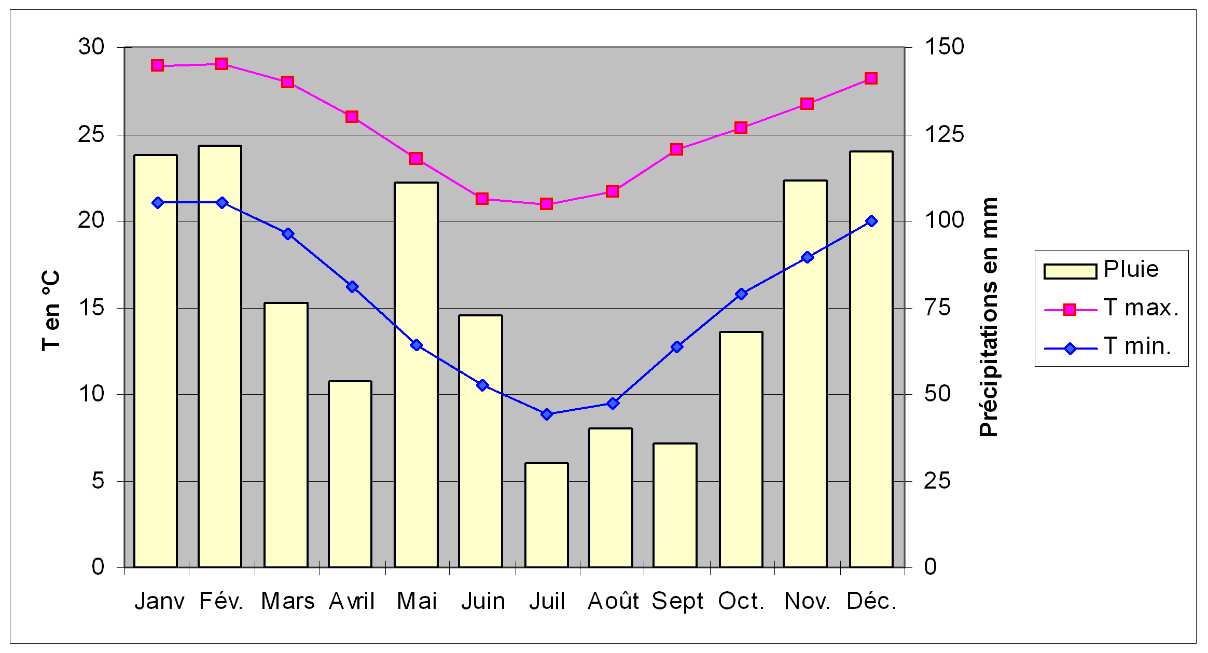 30
25
20
15
10
5
0
T en °C
150
125
100
75
50
25
0
Précipitations en mm
Janv Fév. Mars Avril Mai Juin Juil Août Sept Oct. Nov. Déc.
Pluie
T max.
T min.